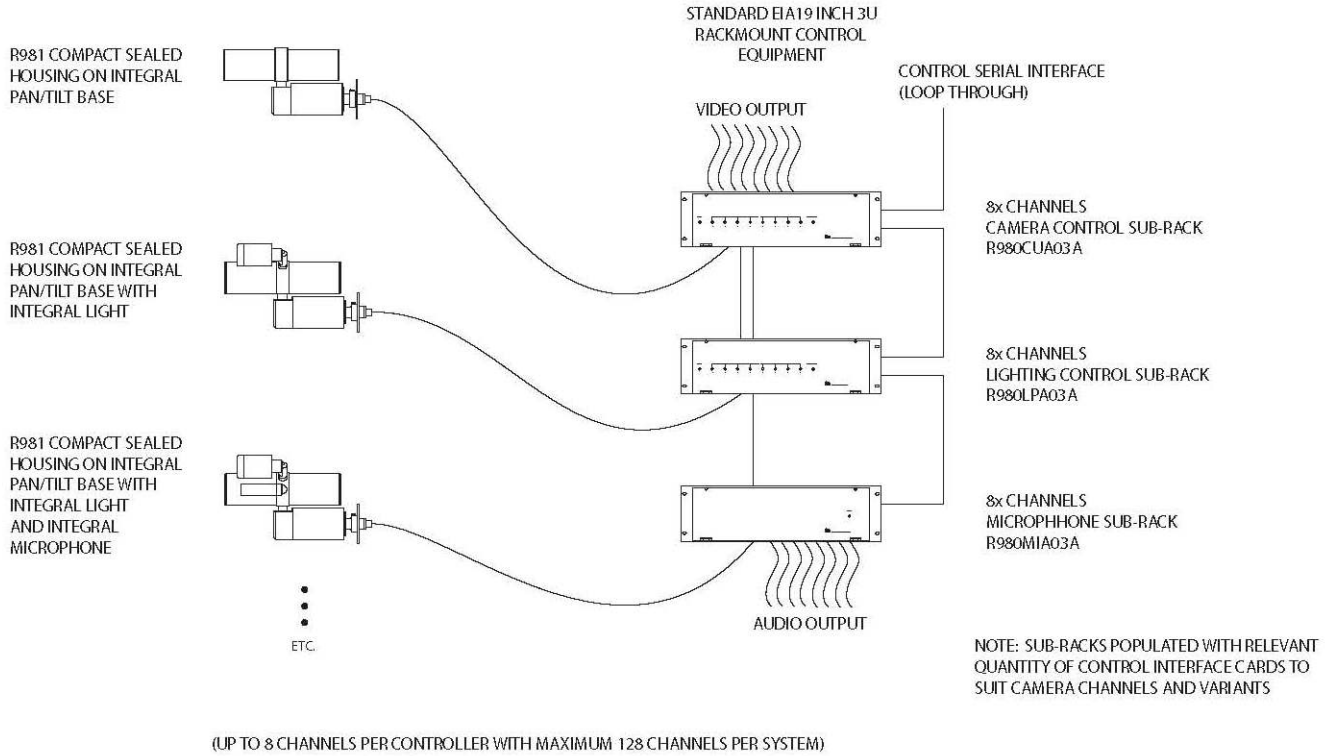 STANDARD EIA19 INCH 3U
RACKMOUNT CONTROL
EQUIPMENT
R981 COMPACT SEALED
HOUSING ON INTEGRAL
PAN/TILT BASE
CONTROL SERIAL INTERFACE
(LOOP THROUGH)
VIDEO OUTPUT
8x CHANNELS
CAMERA CONTROL SUB-RACK
R980CUA03A
R981 COMPACT SEALED
HOUSING ON INTEGRAL
PAN/TILT BASE WITH
INTEGRAL LIGHT
8x CHANNELS
LIGHTING CONTROL SUB-RACK
R980LPA03A
R981 COMPACT SEALED
HOUSING ON INTEGRAL
PAN/TILT BASE WITH
INTEGRAL LIGHT
AND INTEGRAL
MICROPHONE
8x CHANNELS
MICROPHHONE SUB-RACK
R980MIA03A
AUDIO OUTPUT
ETC.
NOTE: SUB-RACKS POPULATED WITH RELEVANT
QUANTITY OF CONTROL INTERFACE CARDS TO
SUIT CAMERA CHANNELS AND VARIANTS
(UP TO 8 CHANNELS PER CONTROLLER WITH MAXIMUM 128 CHANNELS PER SYSTEM)